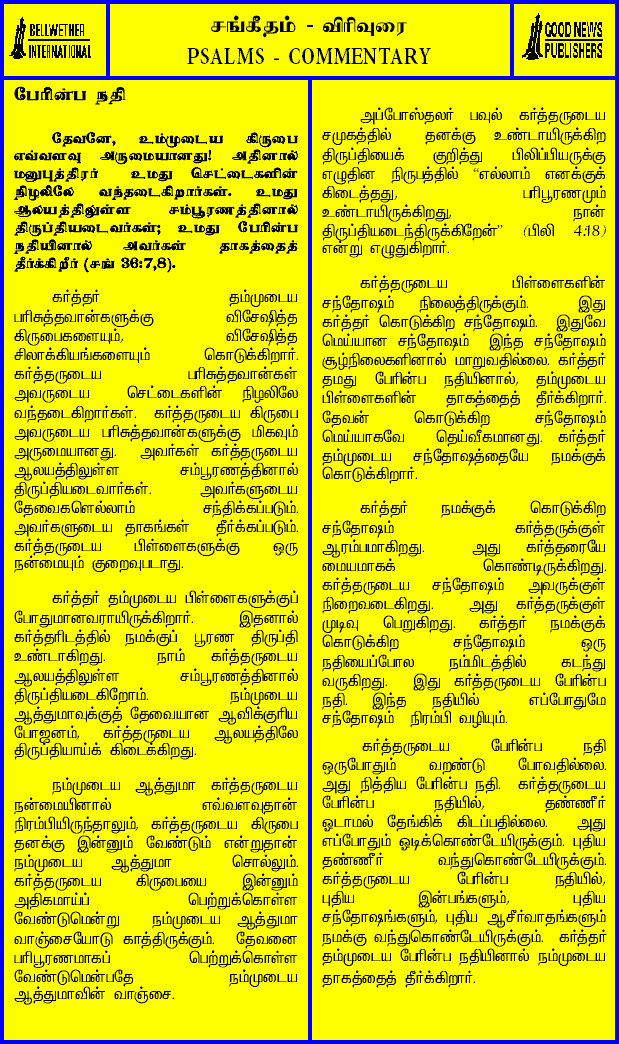 BELLWETHER
INTERNATIONAL
சங்கீதம் - விரிவுரை
PSALMS - COMMENTARY
GOOD NEWS
PUBLISHERS
பேரின்ப நதி
தேவனே, உம்முடைய கிருபை
எவ்வளவு அருமையானது! அதினால்
மனுபுத்திரர் உமது செட்டைகளின்
நிழலிலே வந்தடைகிறார்கள். உமது
ஆலயத்திலுள்ள சம்பூரணத்தினால்
திருப்தியடைவர்கள்; உமது பேரின்ப
நதியினால் அவர்கள் தாகத்தைத்
தீர்க்கிறீர் (சங் 36:7,8).
கர்த்தர் தம்முடைய
பரிசுத்தவான்களுக்கு விசேஷித்த
கிருபைகளையும், விசேஷித்த
சிலாக்கியங்களையும் கொடுக்கிறார்.
கர்த்தருடைய பரிசுத்தவான்கள்
அவருடைய செட்டைகளின் நிழலிலே
வந்தடைகிறார்கள். கர்த்தருடைய கிருபை
அவருடைய பரிசுத்தவான்களுக்கு மிகவும்
அருமையானது. அவர்கள் கர்த்தருடைய
ஆலயத்திலுள்ள சம்பூரணத்தினால்
திருப்தியடைவார்கள். அவர்களுடைய
தேவைகளெல்லாம் சந்திக்கப்படும்.
அவர்களுடைய தாகங்கள் தீர்க்கப்படும்.
கர்த்தருடைய பிள்ளைகளுக்கு ஒரு
நன்மையும் குறைவுபடாது.
கர்த்தர் தம்முடைய பிள்ளைகளுக்குப்
போதுமானவராயிருக்கிறார். இதனால்
கர்த்தரிடத்தில் நமக்குப் பூரண திருப்தி
உண்டாகிறது. நாம் கர்த்தருடைய
ஆலயத்திலுள்ள சம்பூரணத்தினால்
திருப்தியடைகிறோம். நம்முடைய
ஆத்துமாவுக்குத் தேவையான ஆவிக்குரிய
போஜனம், கர்த்தருடைய ஆலயத்திலே
திருப்தியாய்க் கிடைக்கிறது.
நம்முடைய ஆத்துமா கர்த்தருடைய
நன்மையினால் எவ்வளவுதான்
நிரம்பியிருந்தாலும், கர்த்தருடைய கிருபை
தனக்கு இன்னும் வேண்டும் என்றுதான்
நம்முடைய ஆத்துமா சொல்லும்.
கர்த்தருடைய கிருபையை இன்னும்
அதிகமாய்ப் பெற்றுக்கொள்ள
வேண்டுமென்று நம்முடைய ஆத்துமா
வாஞ்சையோடு காத்திருக்கும். தேவனை
பரிபூரணமாகப் பெற்றுக்கொள்ள
வேண்டுமென்பதே நம்முடைய
ஆத்துமாவின் வாஞ்சை.
அப்போஸ்தலர் பவுல் கர்த்தருடைய
சமுகத்தில் தனக்கு உண்டாயிருக்கிற
திருப்தியைக் குறித்து பிலிப்பியருக்கு
எழுதின நிருபத்தில் “எல்லாம் எனக்குக்
கிடைத்தது, பரிபூரணமும்
உண்டாயிருக்கிறது, நான்
திருப்தியடைந்திருக்கிறேன்” (பிலி 4:18)
என்று எழுதுகிறார்.
கர்த்தருடைய பிள்ளைகளின்
சந்தோஷம் நிலைத்திருக்கும். இது
கர்த்தர் கொடுக்கிற சந்தோஷம். இதுவே
மெய்யான சந்தோஷம் இந்த சந்தோஷம்
சூழ்நிலைகளினால் மாறுவதில்லை. கர்த்தர்
தமது பேரின்ப நதியினால், தம்முடைய
பிள்ளைகளின் தாகத்தைத் தீர்க்கிறார்.
தேவன் கொடுக்கிற சந்தோஷம்
மெய்யாகவே தெய்வீகமானது. கர்த்தர்
தம்முடைய சந்தோஷத்தையே நமக்குக்
கொடுக்கிறார்.
கர்த்தர் நமக்குக் கொடுக்கிற
சந்தோஷம் கர்த்தருக்குள்
ஆரம்பமாகிறது. அது கர்த்தரையே
மையமாகக் கொண்டிருக்கிறது.
கர்த்தருடைய சந்தோஷம் அவருக்குள்
நிறைவடைகிறது. அது கர்த்தருக்குள்
முடிவு பெறுகிறது. கர்த்தர் நமக்குக்
கொடுக்கிற சந்தோஷம் ஒரு
நதியைப்போல நம்மிடத்தில் கடந்து
வருகிறது. இது கர்த்தருடைய பேரின்ப
நதி. இந்த நதியில் எப்போதுமே
சந்தோஷம் நிரம்பி வழியும்.
கர்த்தருடைய பேரின்ப நதி
ஒருபோதும் வறண்டு போவதில்லை.
அது நித்திய பேரின்ப நதி. கர்த்தருடைய
பேரின்ப நதியில், தண்ணீர்
ஓடாமல் தேங்கிக் கிடப்பதில்லை. அது
எப்போதும் ஓடிக்கொண்டேயிருக்கும். புதிய
தண்ணீர் வந்துகொண்டேயிருக்கும்.
கர்த்தருடைய பேரின்ப நதியில்,
புதிய இன்பங்களும், புதிய
சந்தோஷங்களும், புதிய ஆசீர்வாதங்களும்
நமக்கு வந்துகொண்டேயிருக்கும். கர்த்தர்
தம்முடைய பேரின்ப நதியினால் நம்முடைய
தாகத்தைத் தீர்க்கிறார்.